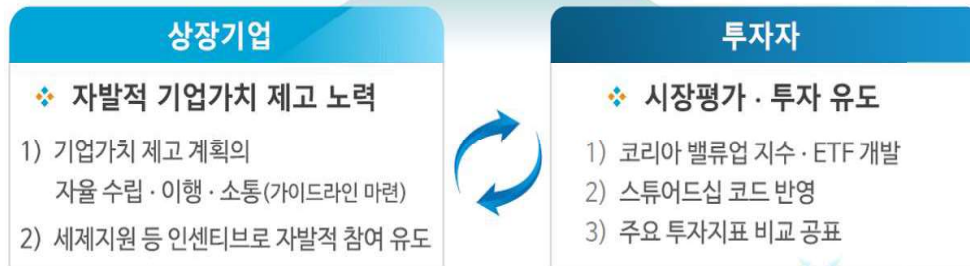 상장기업
❖ 자발적 기업가치 제고 노력
1) 기업가치 제고 계획의
자율 수립 · 이행 · 소통(가이드라인 마련)
2) 세제지원 등 인센티브로 자발적 참여 유도
투자자
❖ 시장평가 · 투자 유도
1) 코리아 밸류업 지수 · ETF 개발
2) 스튜어드십 코드 반영
3) 주요 투자지표 비교 공표